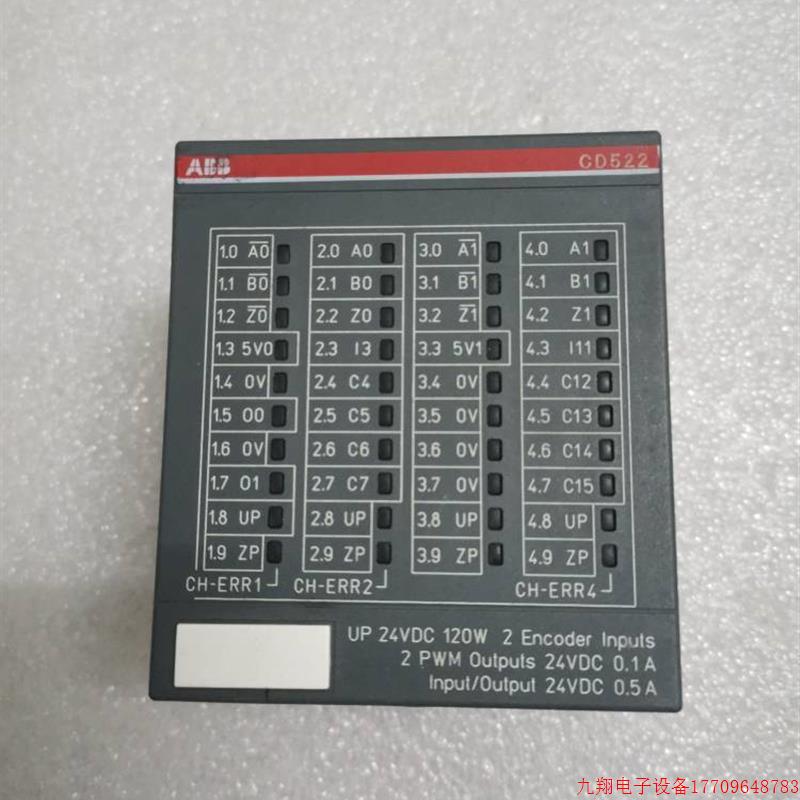 ABB CD522
1.0 A̅0̅ 2.0 A0 3.0 A̅1̅ 4.0 A1
1.1 B̅0̅ 2.1 B0 3.1 B̅1̅ 4.1 B1
1.2 Z̅0̅ 2.2 Z0 3.2 Z̅1̅ 4.2 Z1
1.3 5V0 2.3 I3 3.3 5V1 4.3 I11
1.4 0V 2.4 C4 3.4 0V 4.4 C12
1.5 O0 2.5 C5 3.5 0V 4.5 C13
1.6 0V 2.6 C6 3.6 0V 4.6 C14
1.7 O1 2.7 C7 3.7 0V 4.7 C15
1.8 UP 2.8 UP 3.8 UP 4.8 UP
1.9 ZP 2.9 ZP 3.9 ZP 4.9 ZP
CH-ERR1 CH-ERR2 CH-ERR4
UP 24VDC 120W 2 Encoder Inputs
2 PWM Outputs 24VDC 0.1 A
Input/Output 24VDC 0.5 A
九翔电子设备17709648783